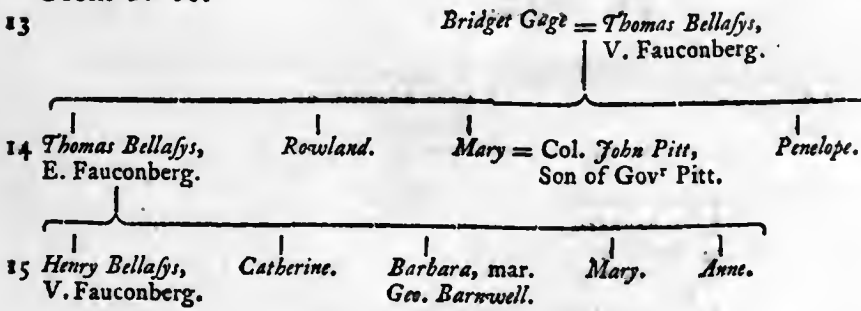 13 Bridget Gage = Thomas Bellaſys,
V. Fauconberg.
14 Thomas Bellaſys, Rowland. Mary = Col. John Pitt, Penelope.
E. Fauconberg. Son of Govʳ Pitt.
15 Henry Bellaſys, Catherine. Barbara, mar. Mary. Anne.
V. Fauconberg. Geo. Barnwell.